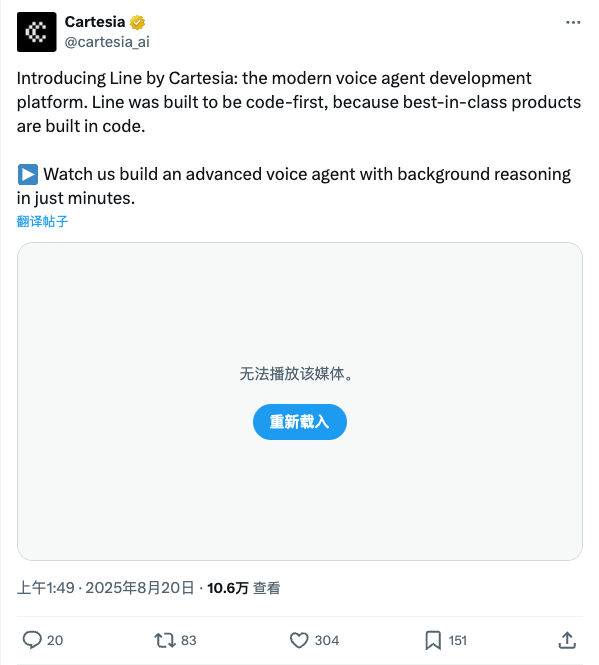 Cartesia
@cartesia_ai
Introducing Line by Cartesia: the modern voice agent development
platform. Line was built to be code-first, because best-in-class products
are built in code.
▶️ Watch us build an advanced voice agent with background reasoning
in just minutes.
翻译帖子
无法播放该媒体。
重新载入
上午1:49 · 2025年8月20日 · 10.6万 查看
20 83 304 151